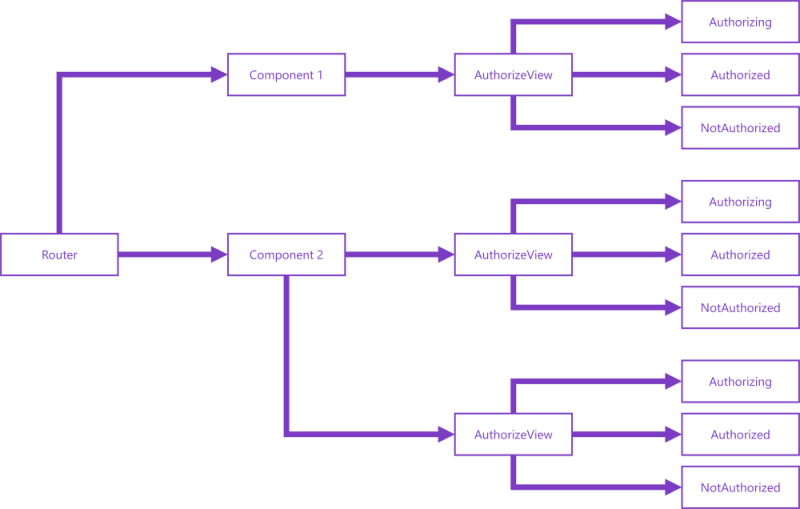 Authorizing
Component 1
AuthorizeView
Authorized
NotAuthorized
Authorizing
Router
Component 2
AuthorizeView
Authorized
NotAuthorized
Authorizing
AuthorizeView
Authorized
NotAuthorized